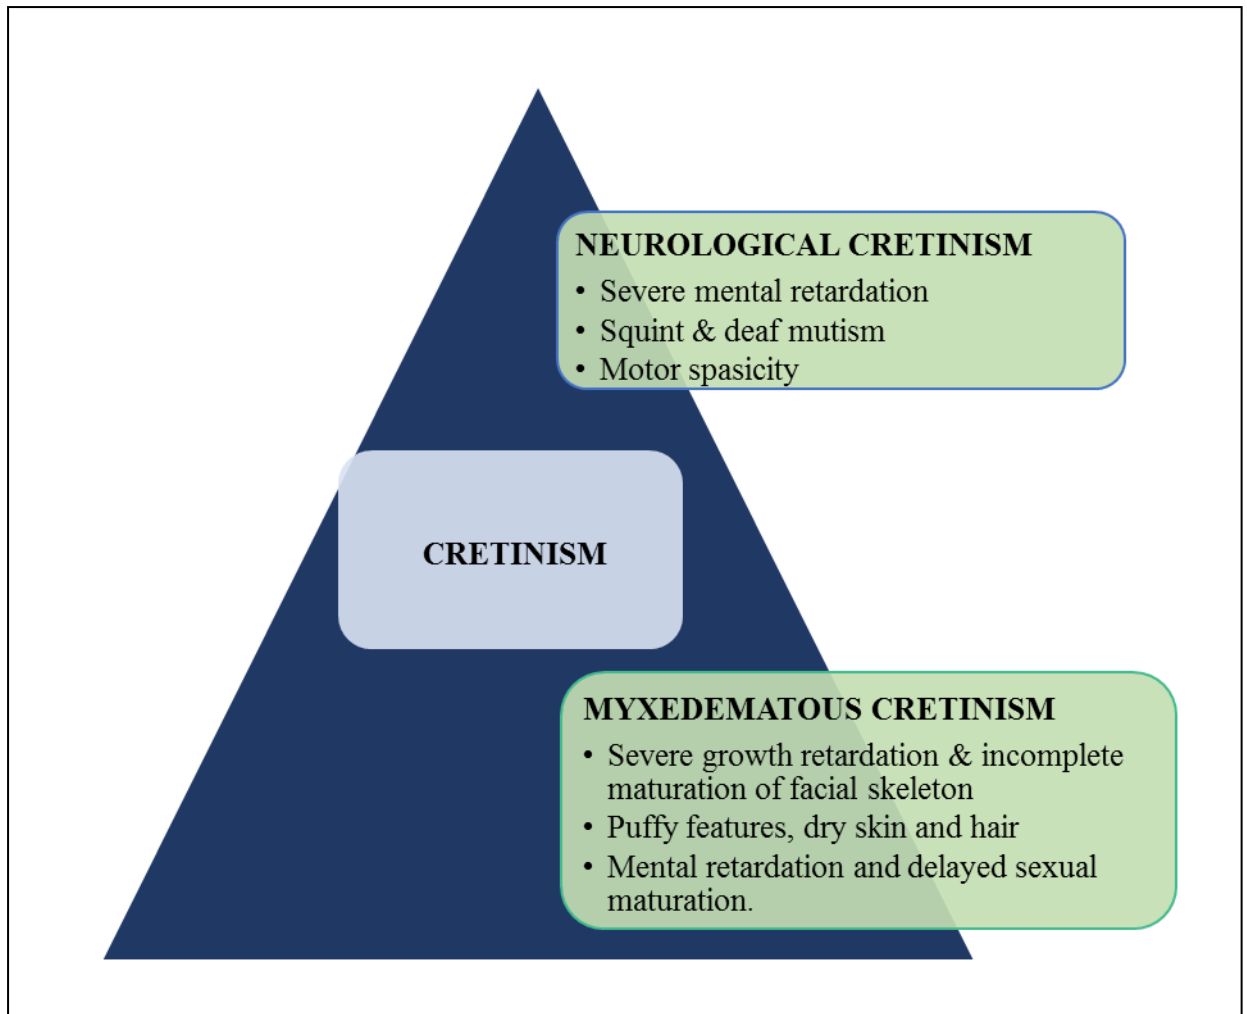 NEUROLOGICAL CRETINISM
• Severe mental retardation
• Squint & deaf mutism
• Motor spasicity
CRETINISM
MYXEDEMATOUS CRETINISM
• Severe growth retardation & incomplete
maturation of facial skeleton
• Puffy features, dry skin and hair
• Mental retardation and delayed sexual
maturation.